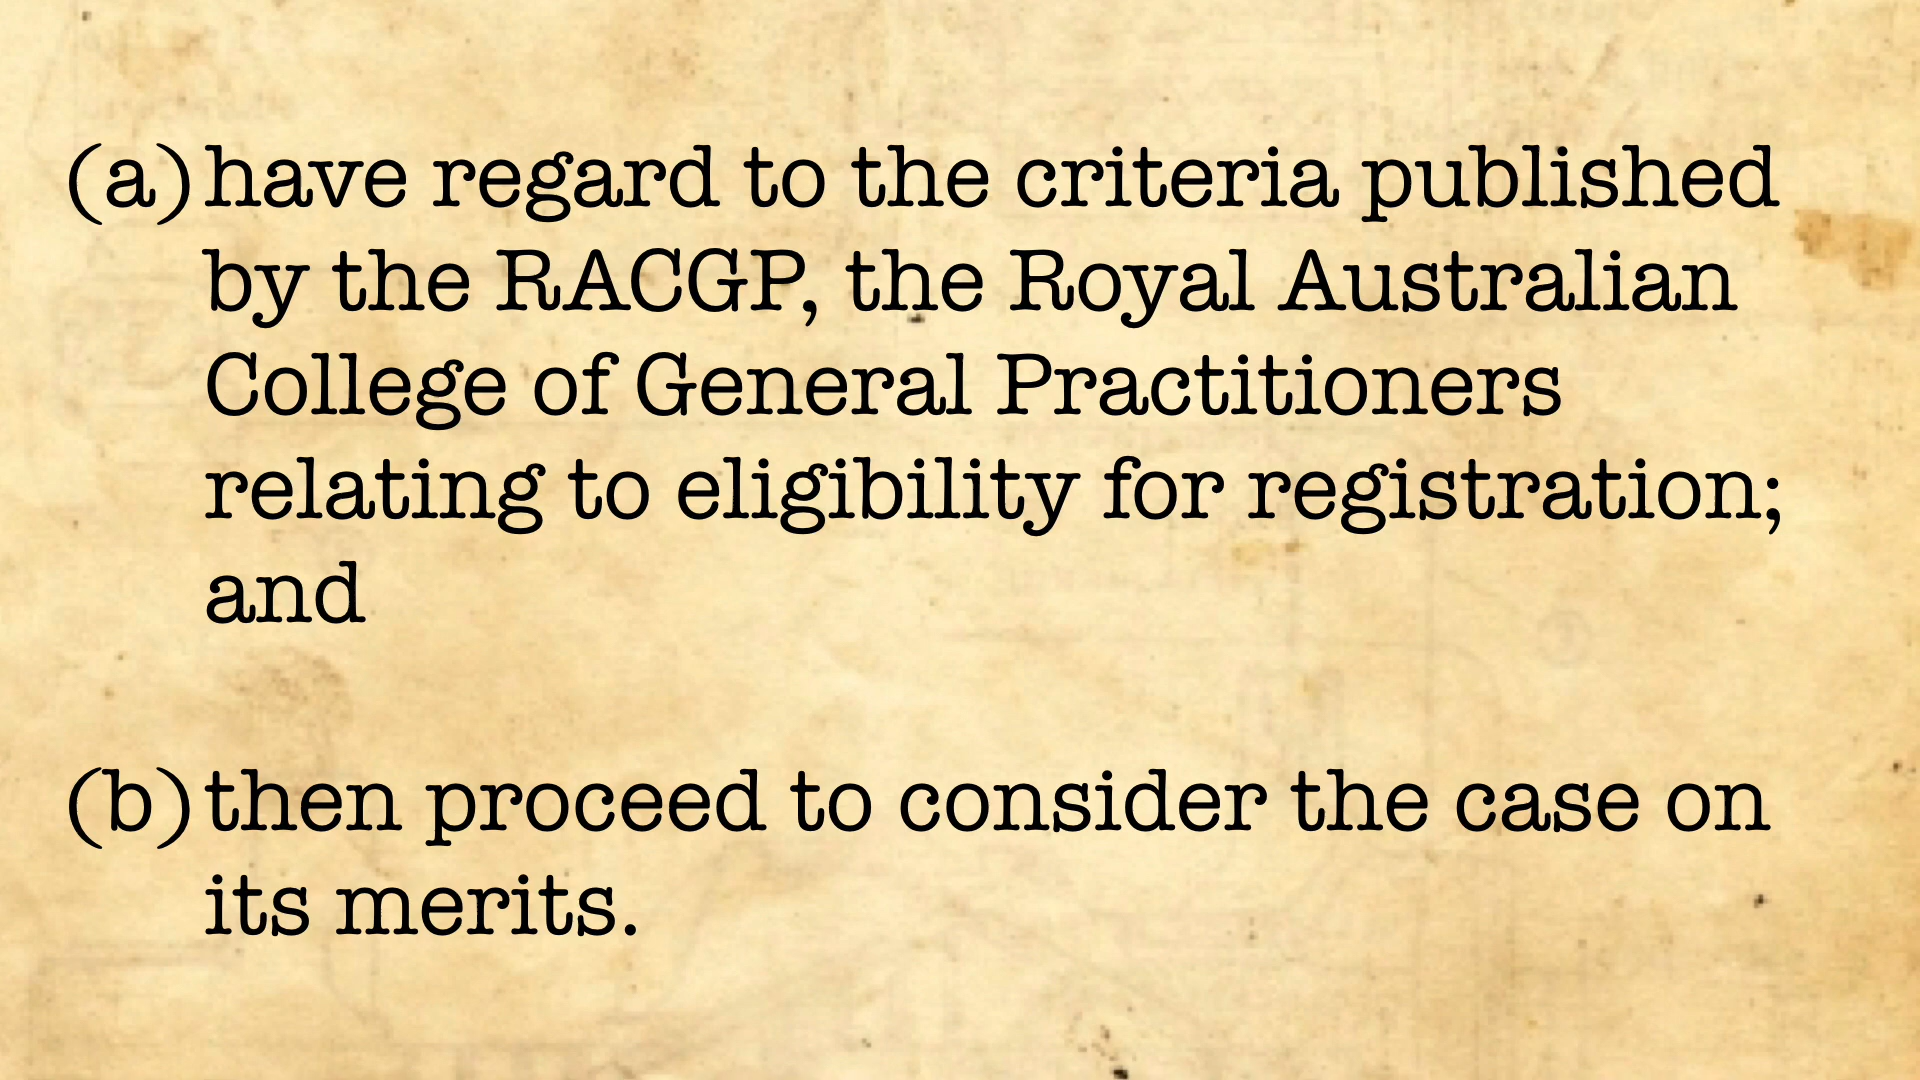 (a) have regard to the criteria published
by the RACGP, the Royal Australian
College of General Practitioners
relating to eligibility for registration;
and
(b) then proceed to consider the case on
its merits.